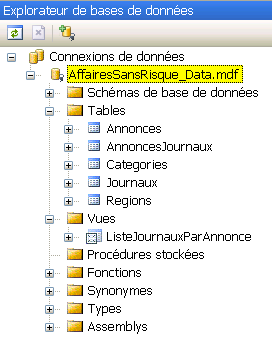 Explorateur de base de données
Connexions de données
AffairesSansRisque_Data.mdf
Schémas de base de données
Tables
Annonces
AnnoncesJournaux
Categories
Journaux
Regions
Vues
ListeJournauxParAnnonce
Procédures stockées
Fonctions
Synonymes
Types
Assemblys